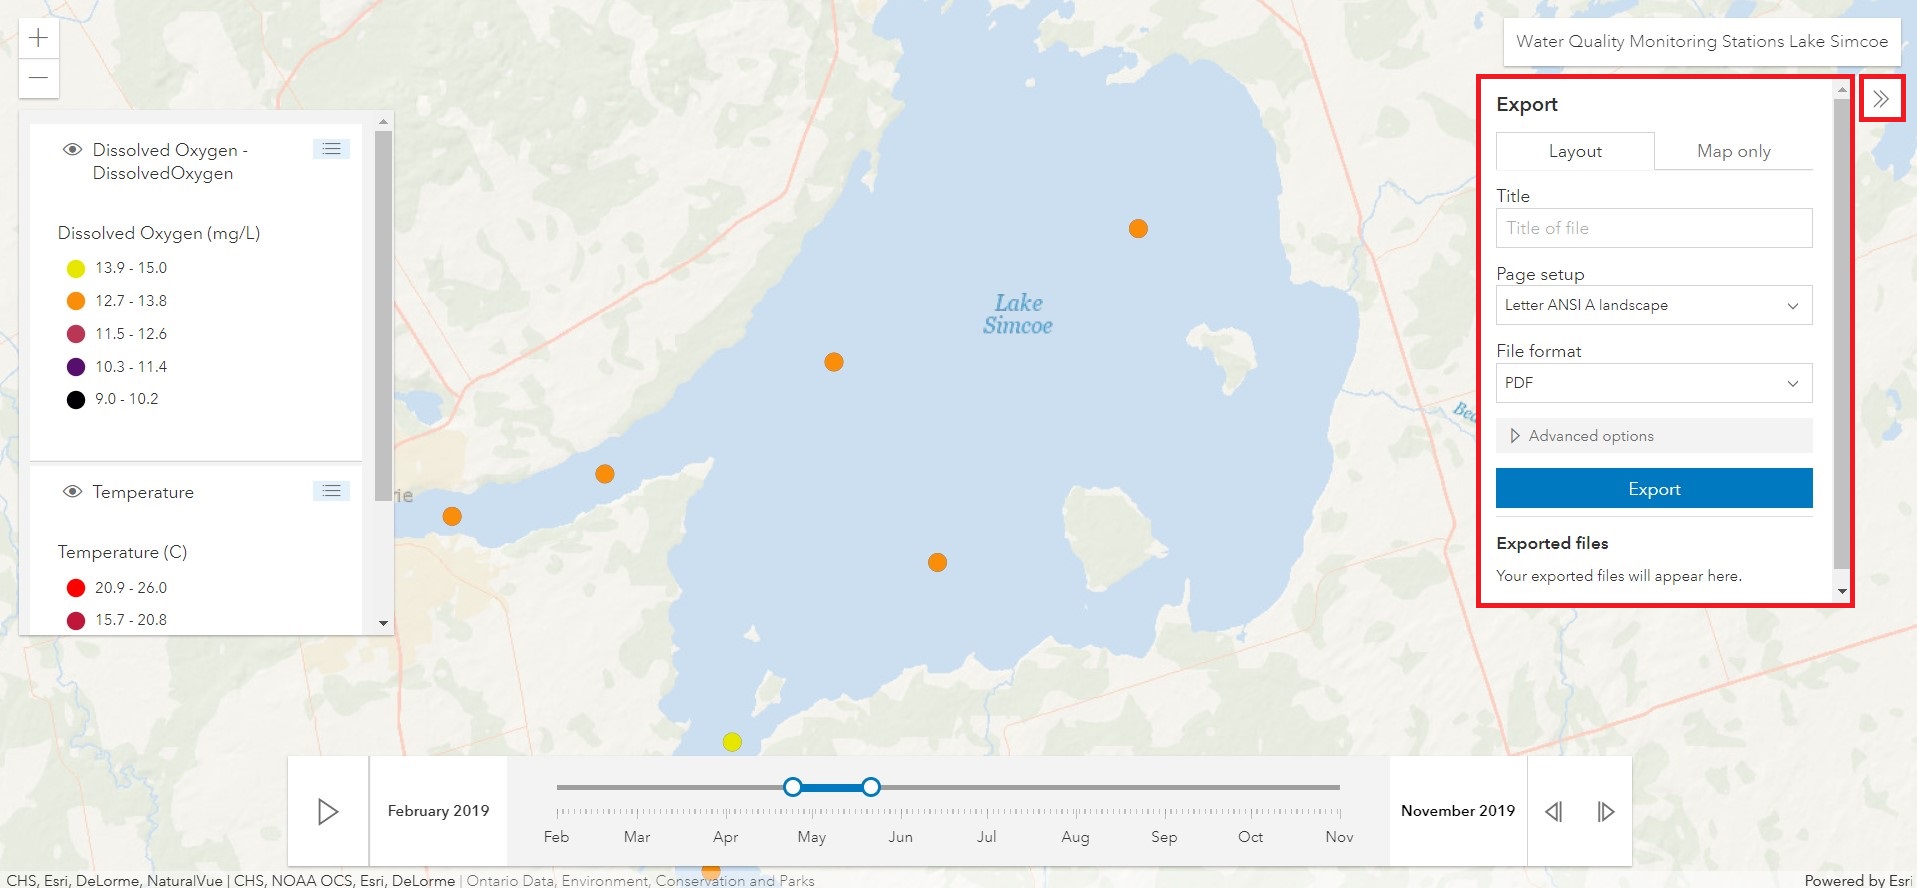 Water Quality Monitoring Stations Lake Simcoe
Dissolved Oxygen -
DissolvedOxygen
Dissolved Oxygen (mg/L)
13.9 - 15.0
12.7 - 13.8
11.5 - 12.6
10.3 - 11.4
9.0 - 10.2
Temperature
Temperature (C)
20.9 - 26.0
15.7 - 20.8
Lake
Simcoe
Export
Layout Map only
Title
Title of file
Page setup
Letter ANSI A landscape
File format
PDF
Advanced options
Export
Exported files
Your exported files will appear here.
February 2019
Feb Mar Apr May Jun Jul Aug Sep Oct Nov
November 2019
CHS, Esri, DeLorme, NaturalVue | CHS, NOAA OCS, Esri, DeLorme | Ontario Data, Environment, Conservation and Parks
Powered by Esri